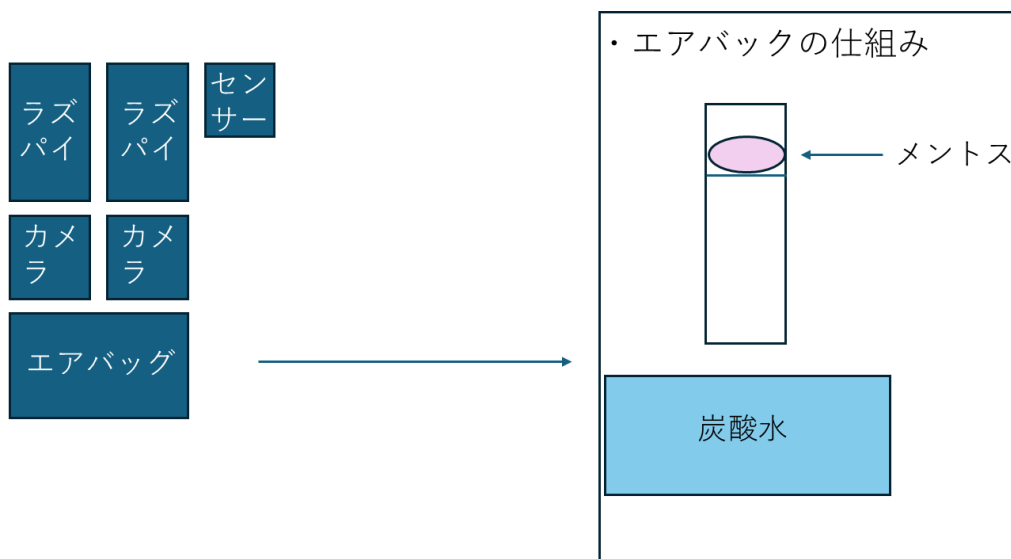 ラズ
パイ
ラズ
パイ
セン
サー
カメ
ラ
カメ
ラ
エアバッグ
・エアバックの仕組み
メントス
炭酸水